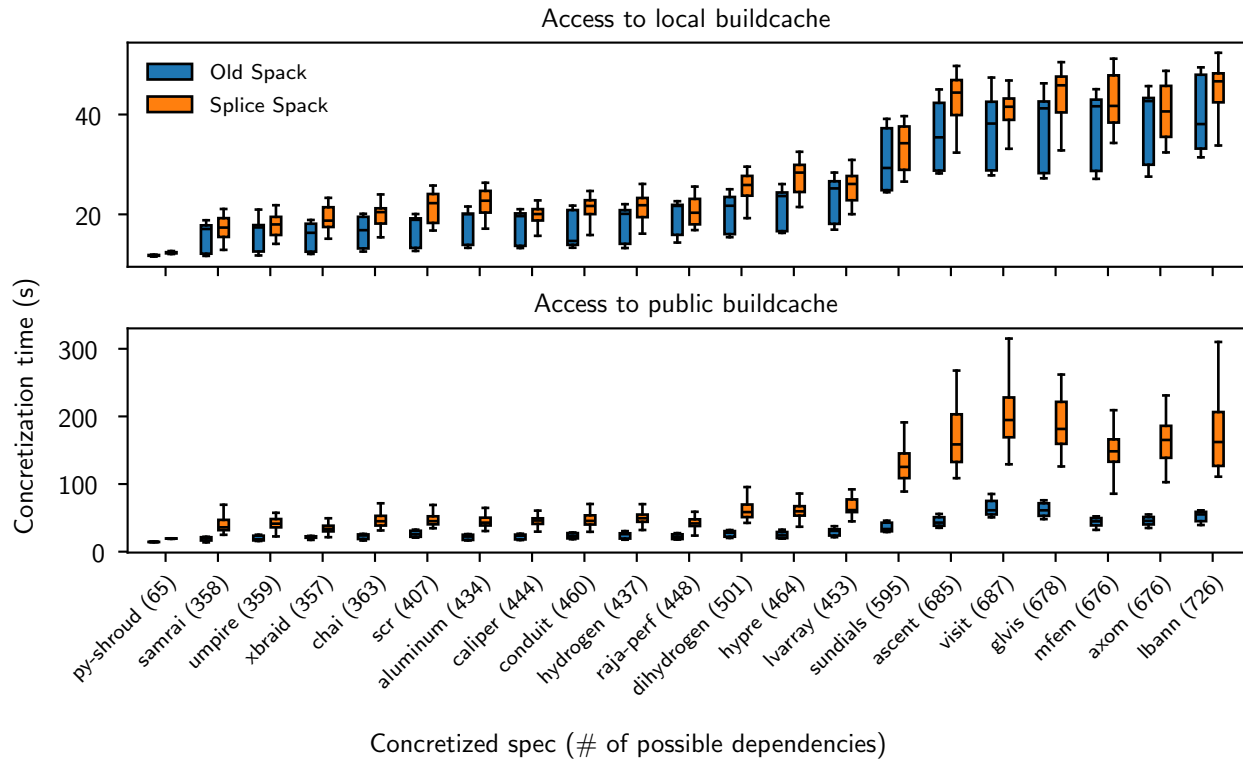 Access to local buildcache
Old Spack
Splice Spack
40
20
Concretization time (s)
Access to public buildcache
300
200
100
0
py-shroud (65)
samrai (358)
umpire (359)
xbraid (357)
chai (363)
scr (407)
aluminum (434)
caliper (444)
conduit (460)
hydrogen (437)
raja-perf (448)
dihydrogen (501)
hypre (464)
lvarray (453)
sundials (595)
ascent (685)
visit (687)
glvis (678)
mfem (676)
axom (676)
lbann (726)
Concretized spec (# of possible dependencies)